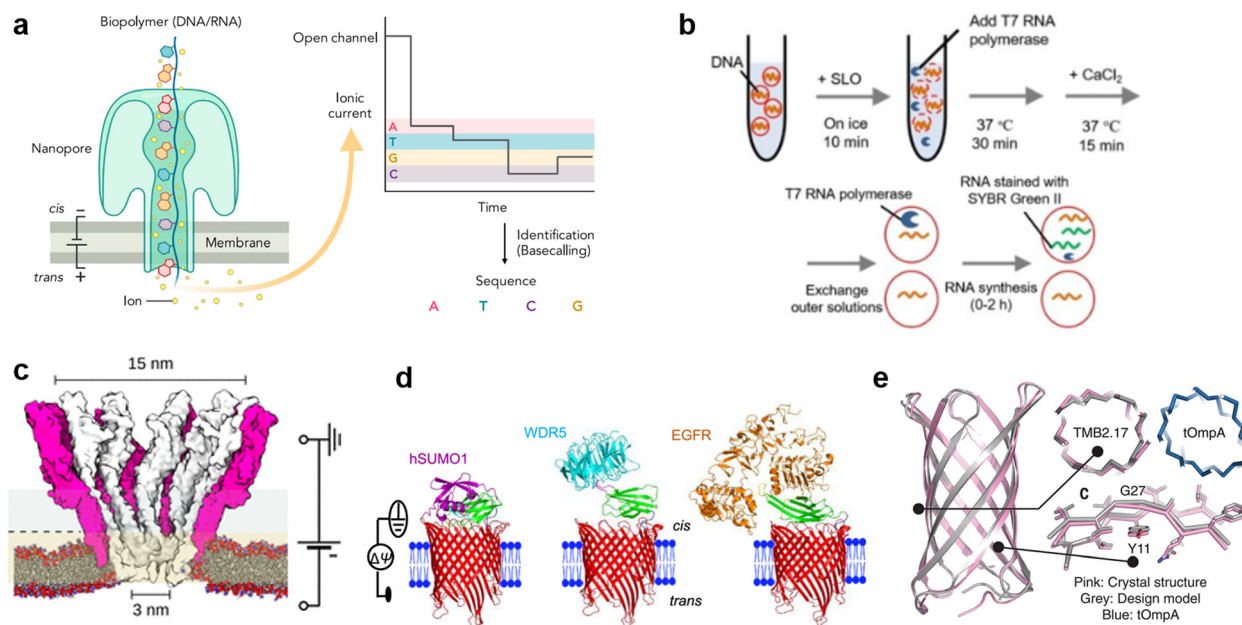 a
Biopolymer (DNA/RNA)
Nanopore
cis
−
trans
+
Membrane
Ion
Open channel
Ionic
current
A
T
G
C
Time
Identification
(Basecalling)
Sequence
A T C G
b
DNA
+ SLO
On ice
10 min
Add T7 RNA
polymerase
37 °C
30 min
+ CaCl₂
37 °C
15 min
T7 RNA polymerase
RNA stained with
SYBR Green II
Exchange
outer solutions
RNA synthesis
(0-2 h)
c
15 nm
3 nm
-
d
hSUMO1
WDR5
EGFR
ΔΨ
cis
trans
e
TMB2.17
tOmpA
c
G27
Y11
Pink: Crystal structure
Grey: Design model
Blue: tOmpA